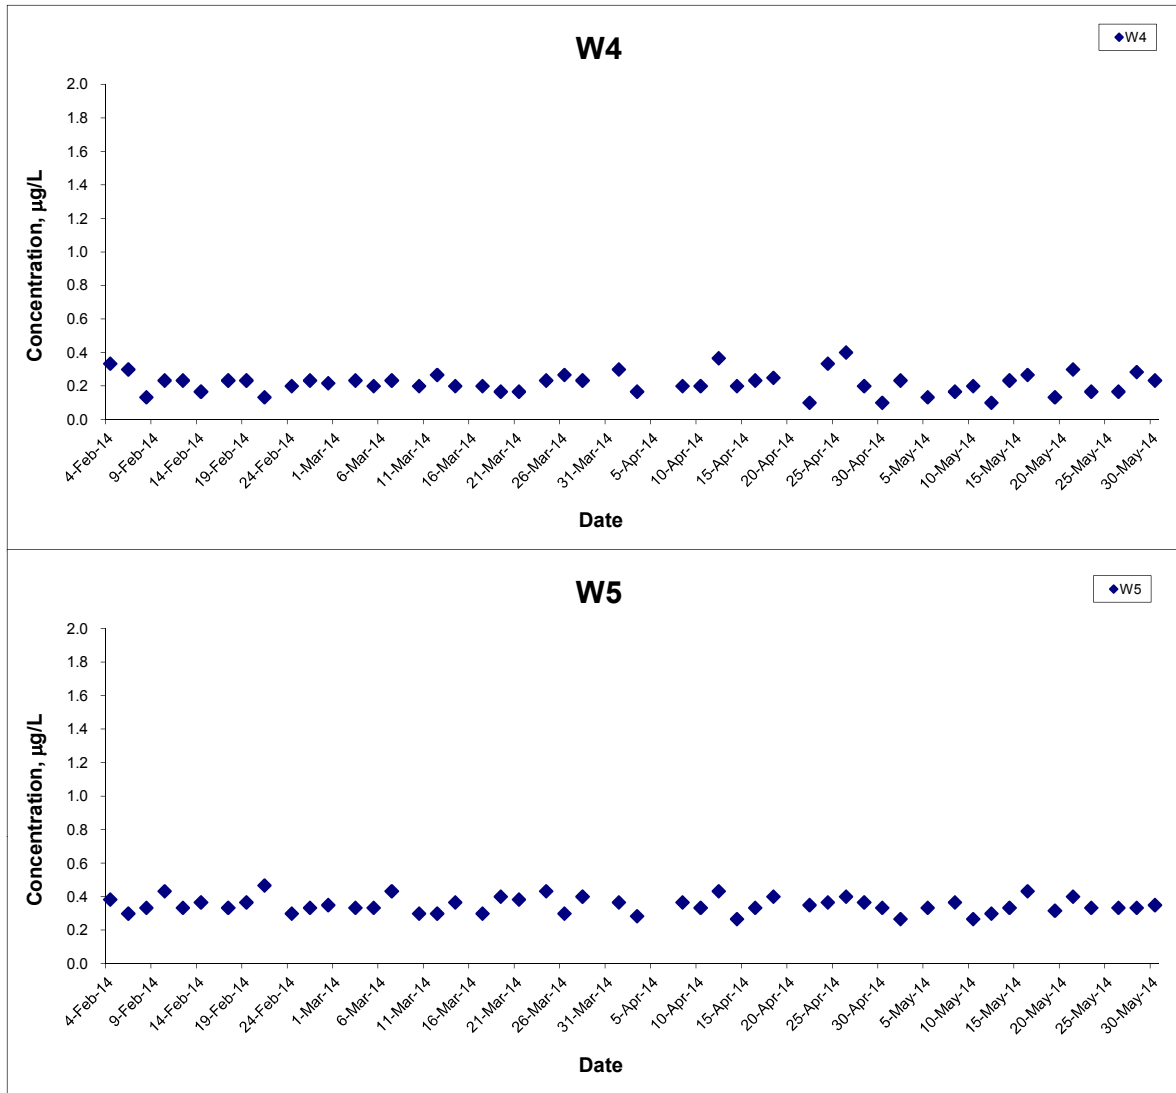 W4
W4
Concentration, µg/L
2.0
1.8
1.6
1.4
1.2
1.0
0.8
0.6
0.4
0.2
0.0
4-Feb-14 9-Feb-14 14-Feb-14 19-Feb-14 24-Feb-14 1-Mar-14 6-Mar-14 11-Mar-14 16-Mar-14 21-Mar-14 26-Mar-14 31-Mar-14 5-Apr-14 10-Apr-14 15-Apr-14 20-Apr-14 25-Apr-14 30-Apr-14 5-May-14 10-May-14 15-May-14 20-May-14 25-May-14 30-May-14
Date
W5
W5
Concentration, µg/L
2.0
1.8
1.6
1.4
1.2
1.0
0.8
0.6
0.4
0.2
0.0
4-Feb-14 9-Feb-14 14-Feb-14 19-Feb-14 24-Feb-14 1-Mar-14 6-Mar-14 11-Mar-14 16-Mar-14 21-Mar-14 26-Mar-14 31-Mar-14 5-Apr-14 10-Apr-14 15-Apr-14 20-Apr-14 25-Apr-14 30-Apr-14 5-May-14 10-May-14 15-May-14 20-May-14 25-May-14 30-May-14
Date